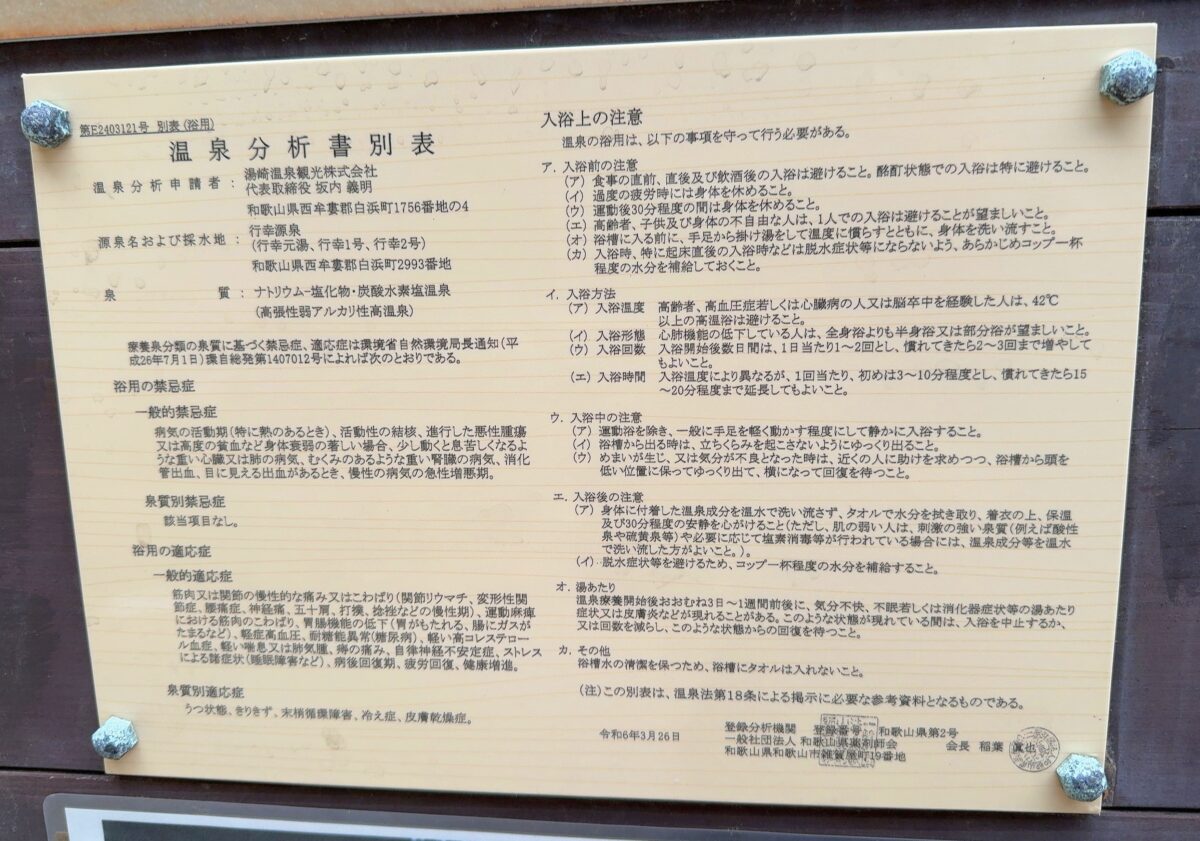 第E2403121号 別表(浴用)
温泉分析書別表
温泉分析申請者：湯崎温泉観光株式会社
代表取締役 坂内 義明
和歌山県西牟婁郡白浜町1756番地の4
源泉名および採水地：行幸源泉
(行幸元湯、行幸1号、行幸2号)
和歌山県西牟婁郡白浜町2993番地
泉質：ナトリウム-塩化物・炭酸水素塩温泉
(高張性弱アルカリ性高温泉)
療養泉分類の泉質に基づく禁忌症、適応症は環境省自然環境局長通知(平
成26年7月1日)環自総発第1407012号によれば次のとおりである。
浴用の禁忌症
一般的禁忌症
病気の活動期(特に熱のあるとき)、活動性の結核、進行した悪性腫瘍
又は高度の貧血など身体衰弱の著しい場合、少し動くと息苦しくなるよ
うな重い心臓又は肺の病気、むくみのあるような重い腎臓の病気、消化
管出血、目に見える出血があるとき、慢性の病気の急性増悪期。
泉質別禁忌症
該当項目なし。
浴用の適応症
一般的適応症
筋肉又は関節の慢性的な痛み又はこわばり(関節リウマチ、変形性関
節症、腰痛症、神経痛、五十肩、打撲、捻挫などの慢性期)、運動麻痺
における筋肉のこわばり、胃腸機能の低下(胃がもたれる、腸にガスが
たまるなど)、軽症高血圧、耐糖能異常(糖尿病)、軽い高コレステロー
ル血症、軽い喘息又は肺気腫、痔の痛み、自律神経不安定症、ストレス
による諸症状(睡眠障害など)、病後回復期、疲労回復、健康増進。
泉質別適応症
うつ状態、きりきず、末梢循環障害、冷え症、皮膚乾燥症。
入浴上の注意
温泉の浴用は、以下の事項を守って行う必要がある。
ア．入浴前の注意
(ア) 食事の直前、直後及び飲酒後の入浴は避けること。酩酊状態での入浴は特に避けること。
(イ) 過度の疲労時には身体を休めること。
(ウ) 運動後30分程度の間は身体を休めること。
(エ) 高齢者、子供及び身体の不自由な人は、1人での入浴は避けることが望ましいこと。
(オ) 浴槽に入る前に、手足から掛け湯をして温度に慣らすとともに、身体を洗い流すこと。
(カ) 入浴時、特に起床直後の入浴時などは脱水症状等にならないよう、あらかじめコップ一杯
程度の水分を補給しておくこと。
イ．入浴方法
(ア) 入浴温度 高齢者、高血圧症若しくは心臓病の人又は脳卒中を経験した人は、42℃
以上の高温浴は避けること。
(イ) 入浴形態 心肺機能の低下している人は、全身浴よりも半身浴又は部分浴が望ましいこと。
(ウ) 入浴回数 入浴開始後数日間は、1日当たり1～2回とし、慣れてきたら2～3回まで増やして
もよいこと。
(エ) 入浴時間 入浴温度により異なるが、1回当たり、初めは3～10分程度とし、慣れてきたら15
～20分程度まで延長してもよいこと。
ウ．入浴中の注意
(ア) 運動浴を除き、一般に手足を軽く動かす程度にして静かに入浴すること。
(イ) 浴槽から出る時は、立ちくらみを起こさないようにゆっくり出ること。
(ウ) めまいが生じ、又は気分が不良となった時は、近くの人に助けを求めつつ、浴槽から頭を
低い位置に保ってゆっくり出て、横になって回復を待つこと。
エ．入浴後の注意
(ア) 身体に付着した温泉成分を温水で洗い流さず、タオルで水分を拭き取り、着衣の上、保温
及び30分程度の安静を心がけること(ただし、肌の弱い人は、刺激の強い泉質(例えば酸性
泉や硫黄泉等)や必要に応じて塩素消毒等が行われている場合には、温泉成分等を温水
で洗い流した方がよいこと。)。
(イ) 脱水症状等を避けるため、コップ一杯程度の水分を補給すること。
オ．湯あたり
温泉療養開始後おおむね3日～1週間前後に、気分不快、不眠若しくは消化器症状等の湯あたり
症状又は皮膚炎などが現れることがある。このような状態が現れている間は、入浴を中止するか、
又は回数を減らし、このような状態からの回復を待つこと。
カ．その他
浴槽水の清潔を保つため、浴槽にタオルは入れないこと。
(注)この別表は、温泉法第18条による掲示に必要な参考資料となるものである。
令和6年3月26日
登録分析機関 登録番号 和歌山県第2号
一般社団法人 和歌山県薬剤師会 会長 稲葉 眞也
和歌山県和歌山市雑賀屋町19番地